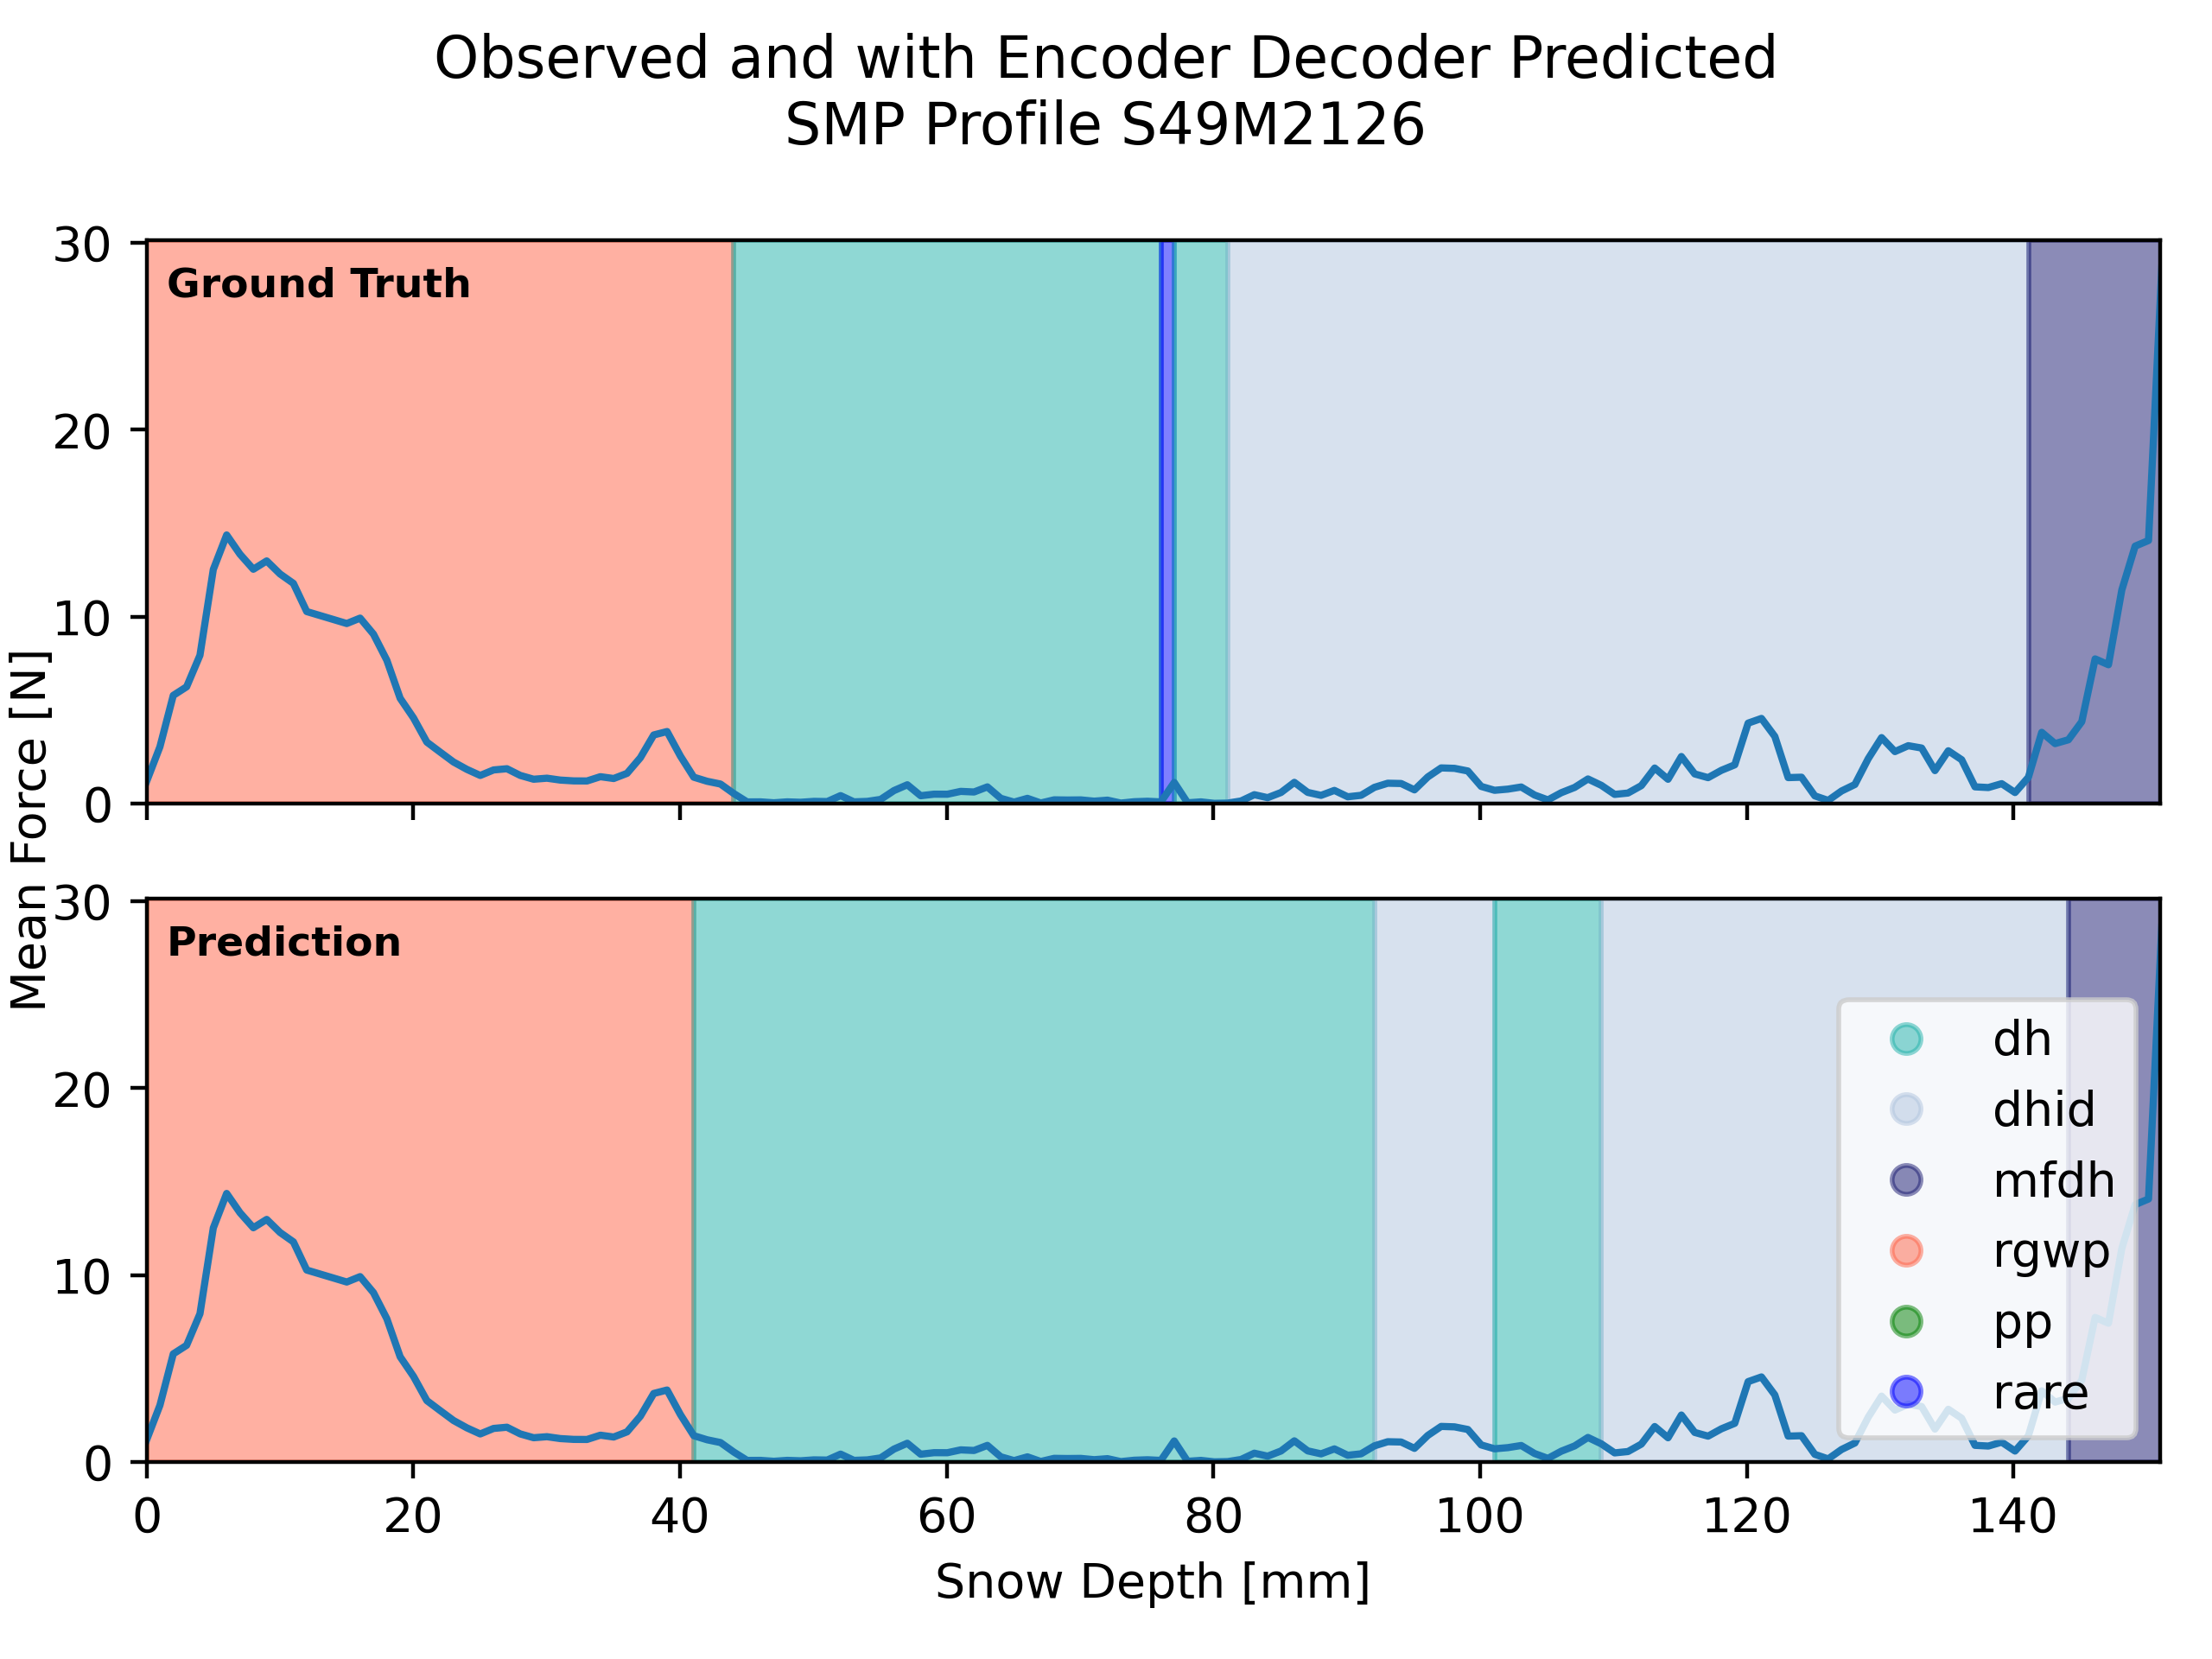 Observed and with Encoder Decoder Predicted
SMP Profile S49M2126
Mean Force [N]
30
20
10
0
Ground Truth
30
20
10
0
Prediction
dh
dhid
mfdh
rgwp
pp
rare
0 20 40 60 80 100 120 140
Snow Depth [mm]